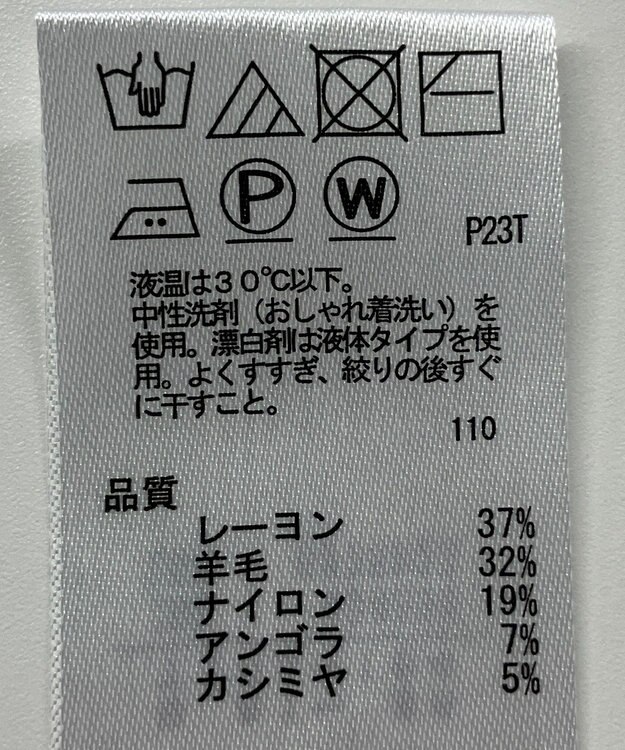 P W
P23T
液温は30℃以下。
中性洗剤（おしゃれ着洗い）を
使用。漂白剤は液体タイプを使
用。よくすすぎ、絞りの後すぐ
に干すこと。
110
品質
レーヨン 37%
羊毛 32%
ナイロン 19%
アンゴラ 7%
カシミヤ 5%